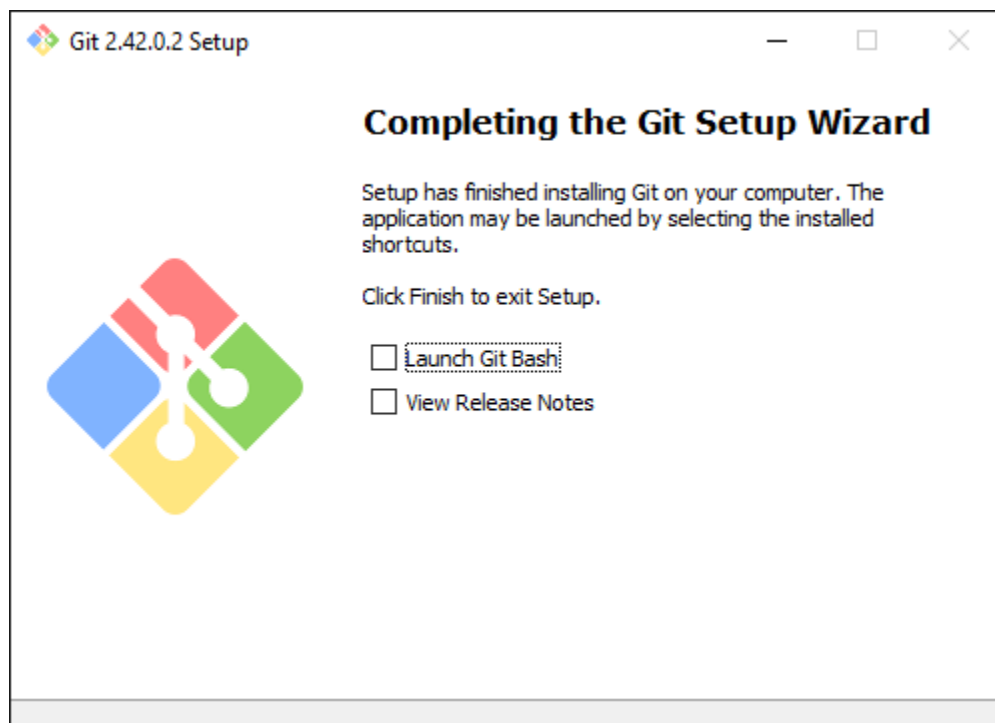 Git 2.42.0.2 Setup
Completing the Git Setup Wizard
Setup has finished installing Git on your computer. The
application may be launched by selecting the installed
shortcuts.
Click Finish to exit Setup.
Launch Git Bash
View Release Notes